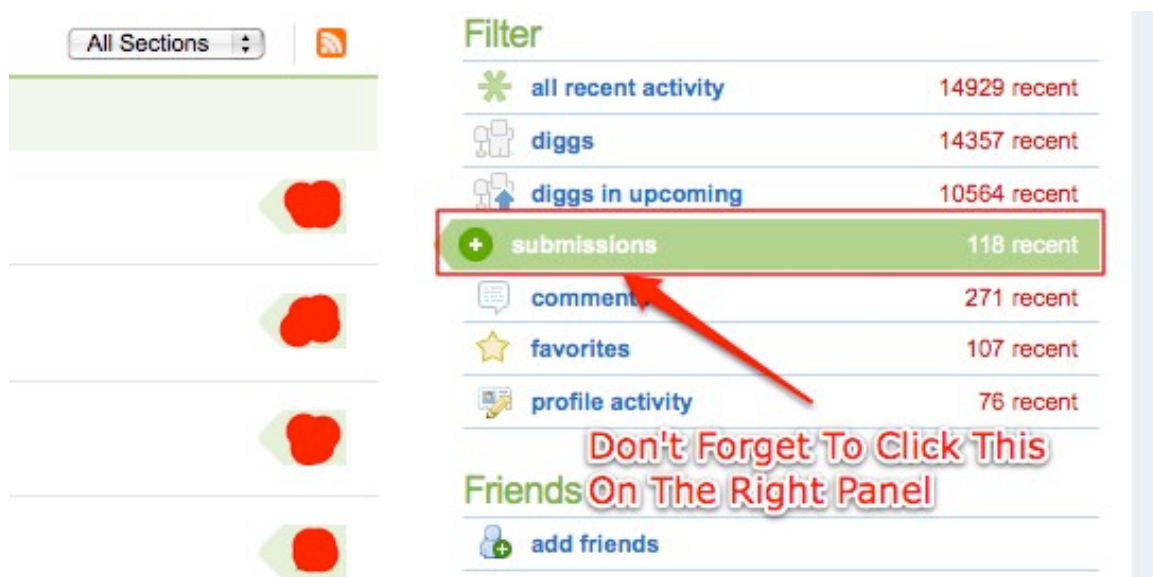 All Sections
Filter
all recent activity 14929 recent
diggs 14357 recent
diggs in upcoming 10564 recent
submissions 118 recent
comment 271 recent
favorites 107 recent
profile activity 76 recent
Don't Forget To Click This
On The Right Panel
Friends
add friends